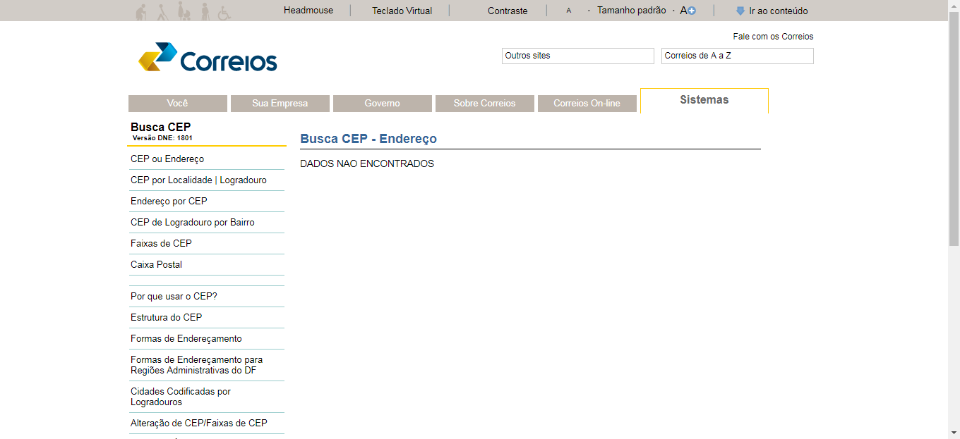 Headmouse
Teclado Virtual
Contraste
A - Tamanho padrão - A
Ir ao conteúdo
Fale com os Correios
Correios
Outros sites
Correios de A a Z
Você
Sua Empresa
Governo
Sobre Correios
Correios On-line
Sistemas
Busca CEP
Versão DNE: 1801
CEP ou Endereço
CEP por Localidade | Logradouro
Endereço por CEP
CEP de Logradouro por Bairro
Faixas de CEP
Caixa Postal
Por que usar o CEP?
Estrutura do CEP
Formas de Endereçamento
Formas de Endereçamento para
Regiões Administrativas do DF
Cidades Codificadas por
Logradouros
Alteração de CEP/Faixas de CEP
Busca CEP - Endereço
DADOS NAO ENCONTRADOS